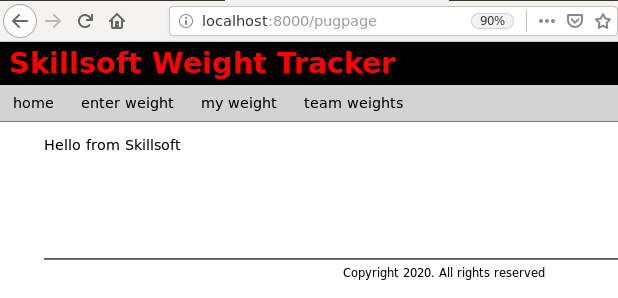 localhost:8000/pugpage 90%
Skillsoft Weight Tracker
home enter weight my weight team weights
Hello from Skillsoft
Copyright 2020. All rights reserved